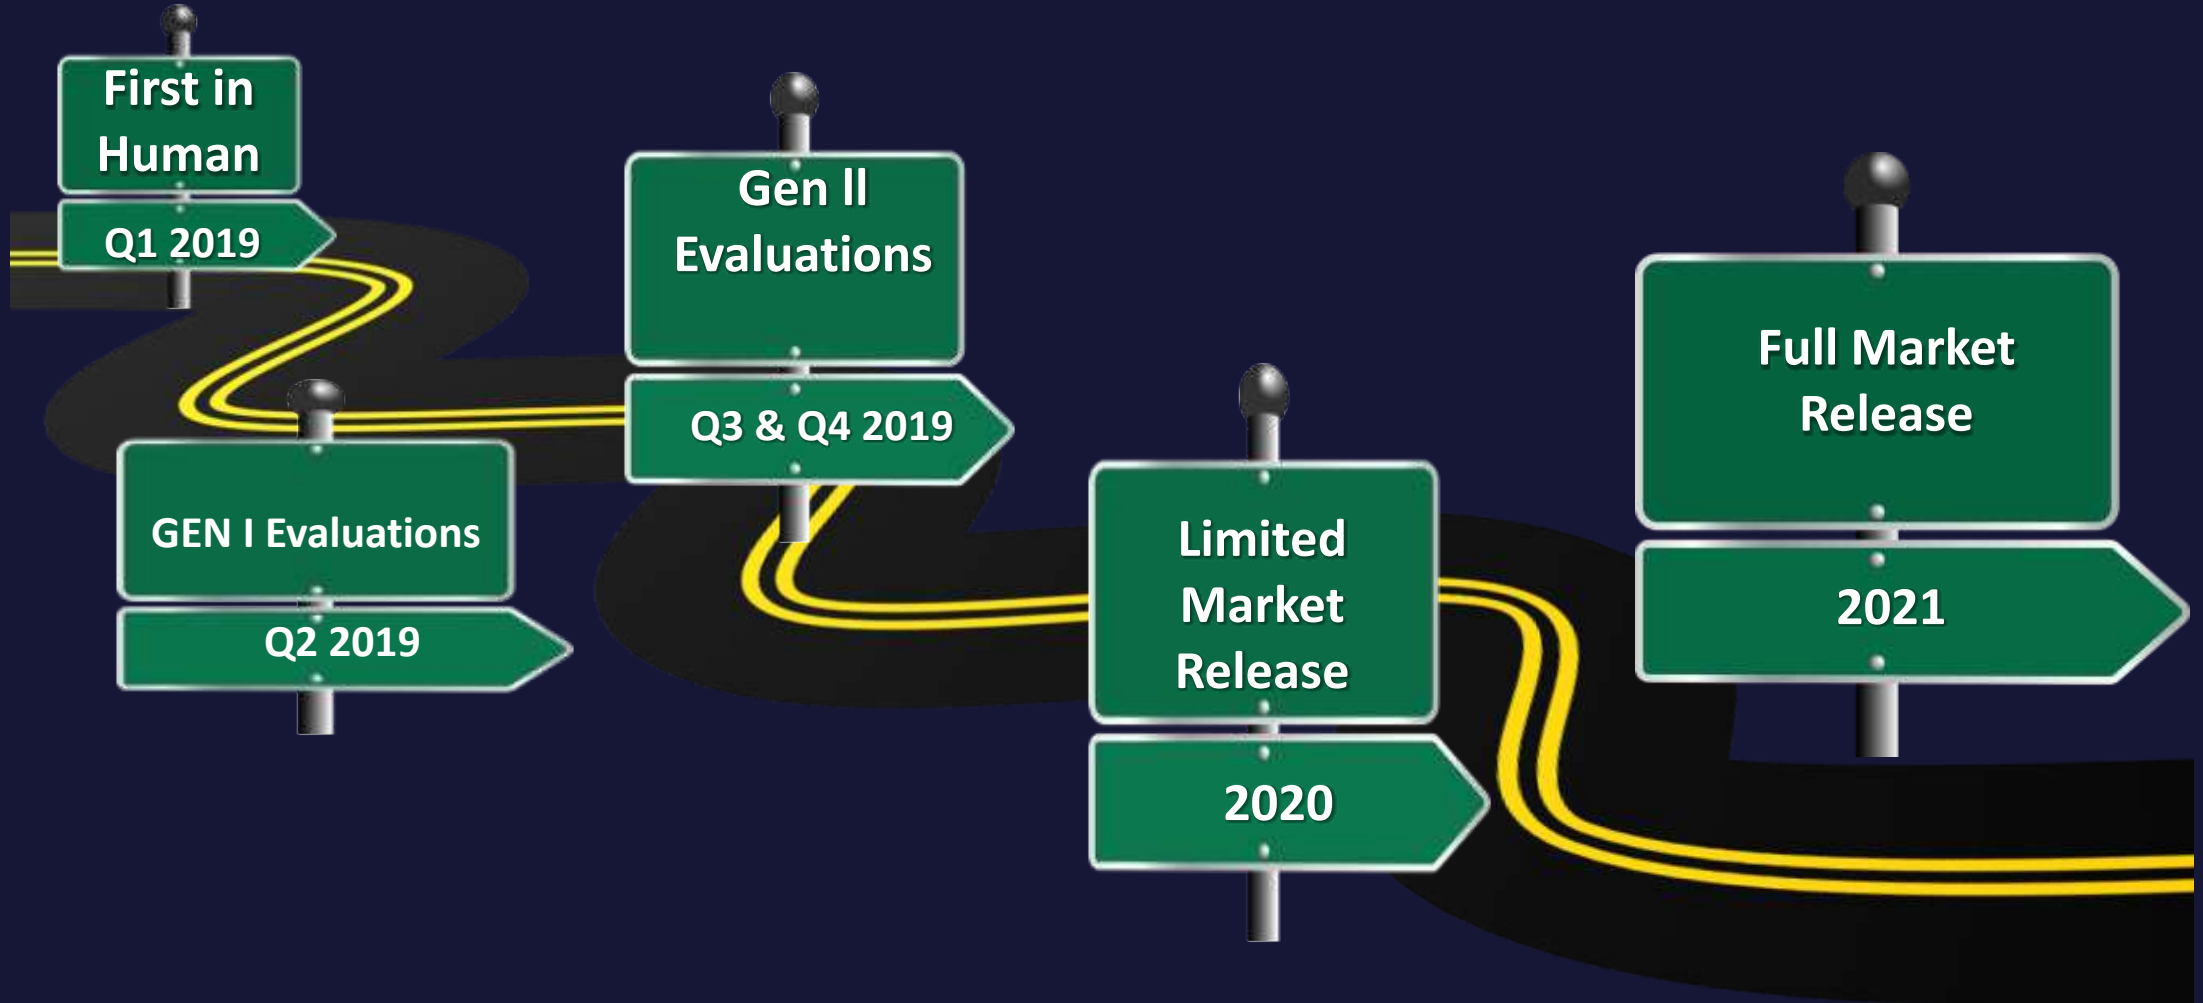 First in
Human
Q1 2019
GEN I Evaluations
Q2 2019
Gen ll
Evaluations
Q3 & Q4 2019
Limited
Market
Release
2020
Full Market
Release
2021